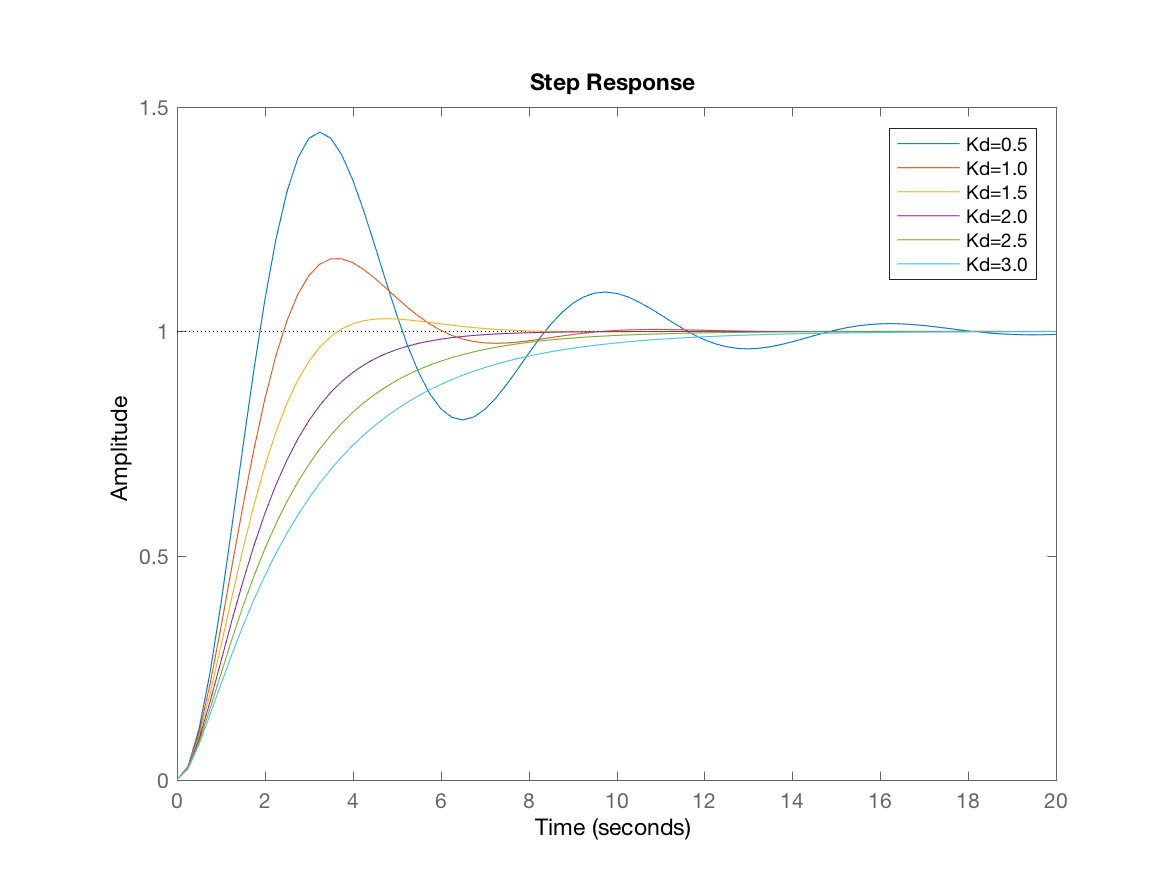 Step Response
1.5
1
0.5
0
Amplitude
Kd=0.5
Kd=1.0
Kd=1.5
Kd=2.0
Kd=2.5
Kd=3.0
0 2 4 6 8 10 12 14 16 18 20
Time (seconds)